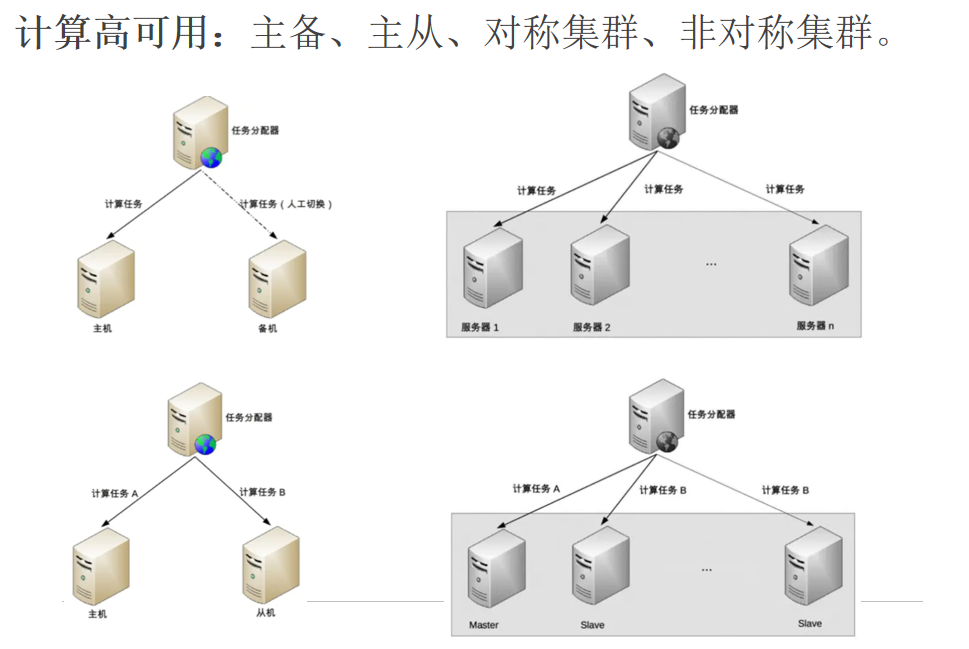 计算高可用：主备、主从、对称集群、非对称集群。
任务分配器
计算任务
计算任务（人工切换）
主机
备机
任务分配器
计算任务
计算任务
计算任务
...
服务器 1
服务器 2
服务器 n
任务分配器
计算任务 A
计算任务 B
主机
从机
任务分配器
计算任务 A
计算任务 B
计算任务 B
...
Master
Slave
Slave